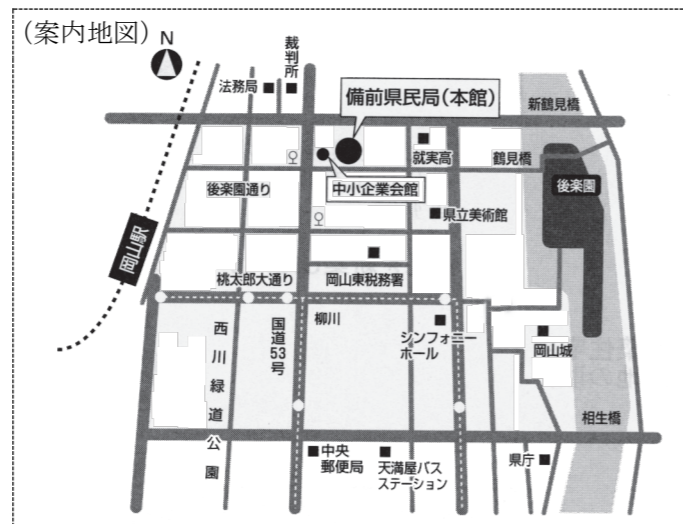 (案内地図)
N
裁判所
法務局
備前県民局(本館)
新鶴見橋
就実高
鶴見橋
中小企業会館
後楽園
後楽園通り
県立美術館
岡山駅
桃太郎大通り
岡山東税務署
西川緑道公園
国道53号
柳川
シンフォニー
ホール
岡山城
相生橋
中央
郵便局
天満屋バス
ステーション
県庁